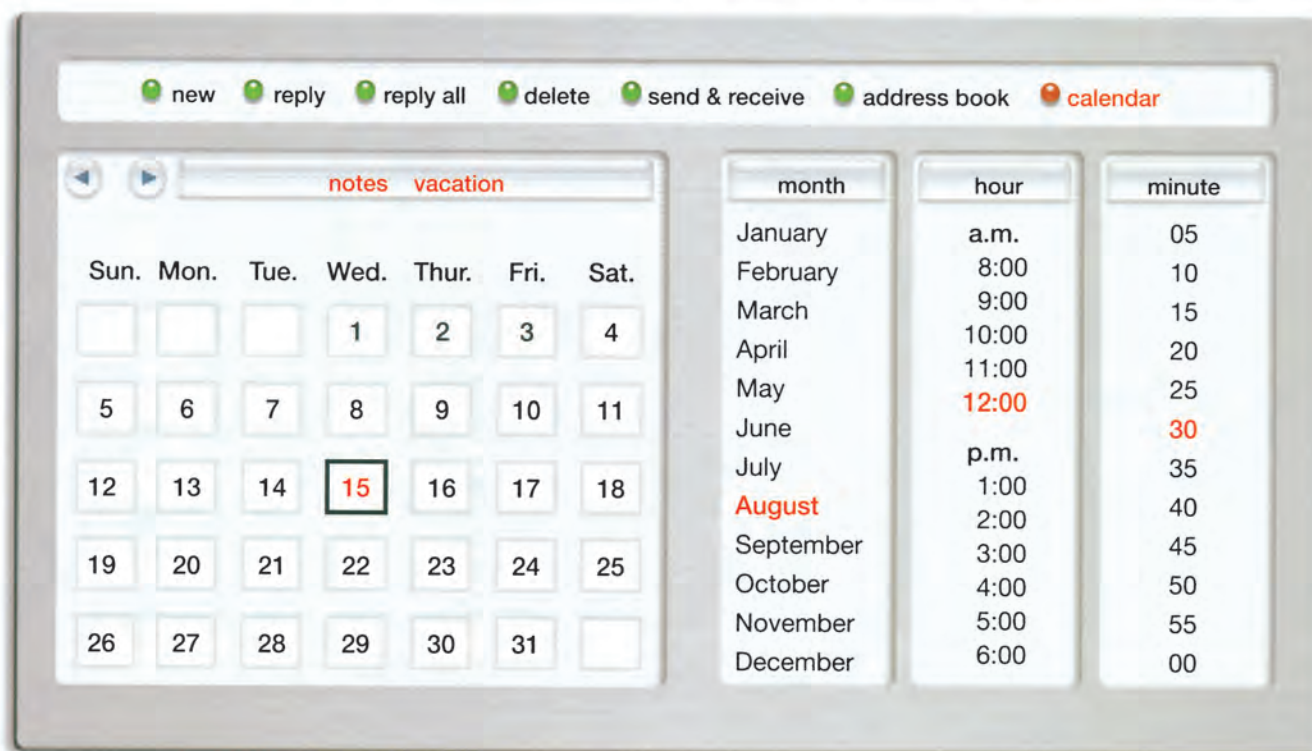 new reply reply all delete send & receive address book calendar
notes vacation
Sun. Mon. Tue. Wed. Thur. Fri. Sat.
1 2 3 4
5 6 7 8 9 10 11
12 13 14 15 16 17 18
19 20 21 22 23 24 25
26 27 28 29 30 31
month
January
February
March
April
May
June
July
August
September
October
November
December
hour
a.m.
8:00
9:00
10:00
11:00
12:00
p.m.
1:00
2:00
3:00
4:00
5:00
6:00
minute
05
10
15
20
25
30
35
40
45
50
55
00